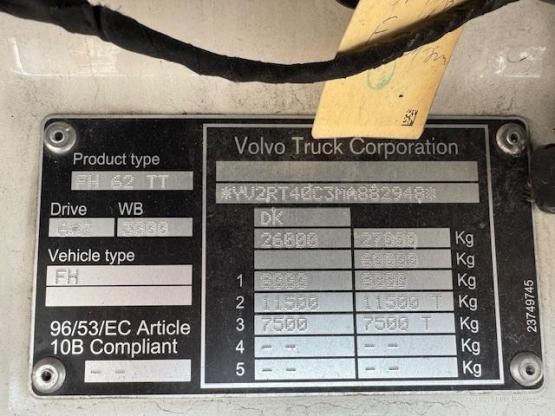 Volvo Truck Corporation
Product type
FH 62 TT
*YV2RT40C3MA882948*
Drive WB
DK
26000 27000 Kg
Vehicle type
Kg
FH
1 Kg
2 11500 11500 T Kg
96/53/EC Article
3 7500 7500 T Kg
10B Compliant
4 -- -- Kg
-- 
5 -- -- Kg
23749745